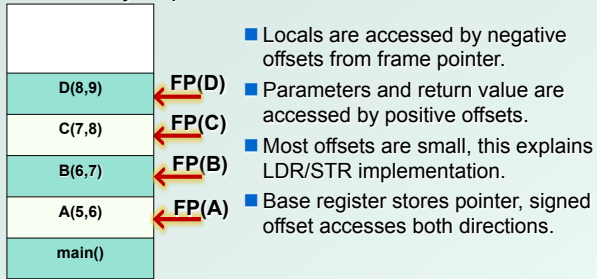 D(8,9)
C(7,8)
B(6,7)
A(5,6)
main()
FP(D)
FP(C)
FP(B)
FP(A)
Locals are accessed by negative
offsets from frame pointer.
Parameters and return value are
accessed by positive offsets.
Most offsets are small, this explains
LDR/STR implementation.
Base register stores pointer, signed
offset accesses both directions.